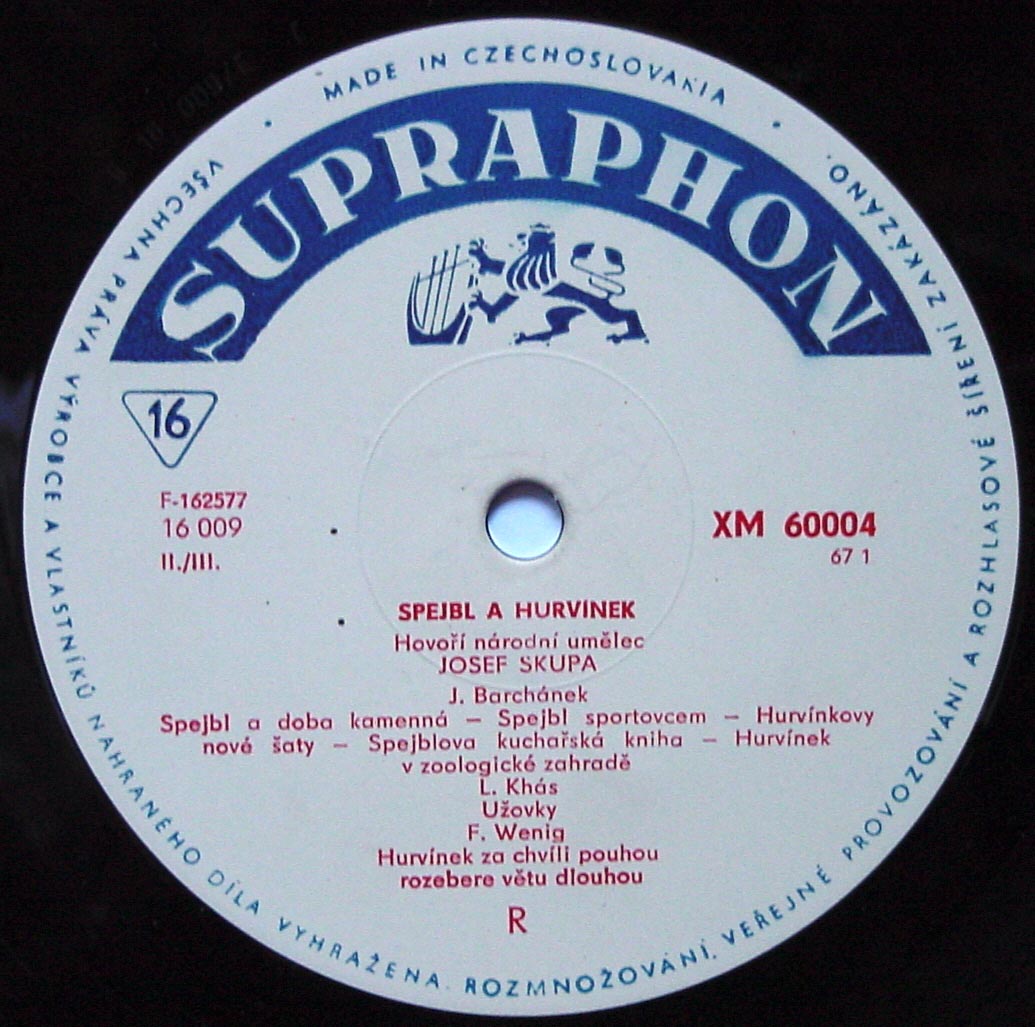 MADE IN CZECHOSLOVAKIA
SUPRAPHON
16
F-162577
16 009
II./III.
XM 60004
67 1
SPEJBL A HURVÍNEK
Hovoří národní umělec
JOSEF SKUPA
J. Barchánek
Spejbl a doba kamenná – Spejbl sportovcem – Hurvínkovy
nové šaty – Spejblova kuchařská kniha – Hurvínek
v zoologické zahradě
L. Khás
Užovky
F. Wenig
Hurvínek za chvíli pouhou
rozebere větu dlouhou
R
VŠECHNA PRÁVA VÝROBCE A VLASTNÍKŮ NAHRANÉHO DÍLA VYHRAŽENA. ROZMNOŽOVÁNÍ, VEŘEJNÉ PROVOZOVÁNÍ A ROZHLASOVÉ ŠÍŘENÍ ZAKÁZÁNO.